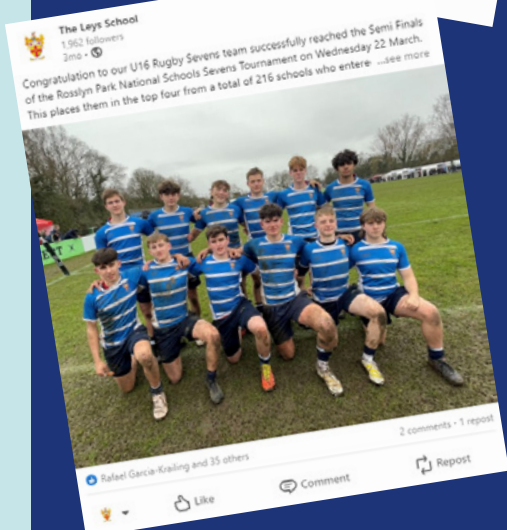 The Leys School
1,962 followers
3mo •
Congratulation to our U16 Rugby Sevens team successfully reached the Semi Finals
of the Rosslyn Park National Schools Sevens Tournament on Wednesday 22 March.
This places them in the top four from a total of 216 schools who entere ...see more
Rafael Garcia-Krailing and 35 others
2 comments • 1 repost
Like
Comment
Repost